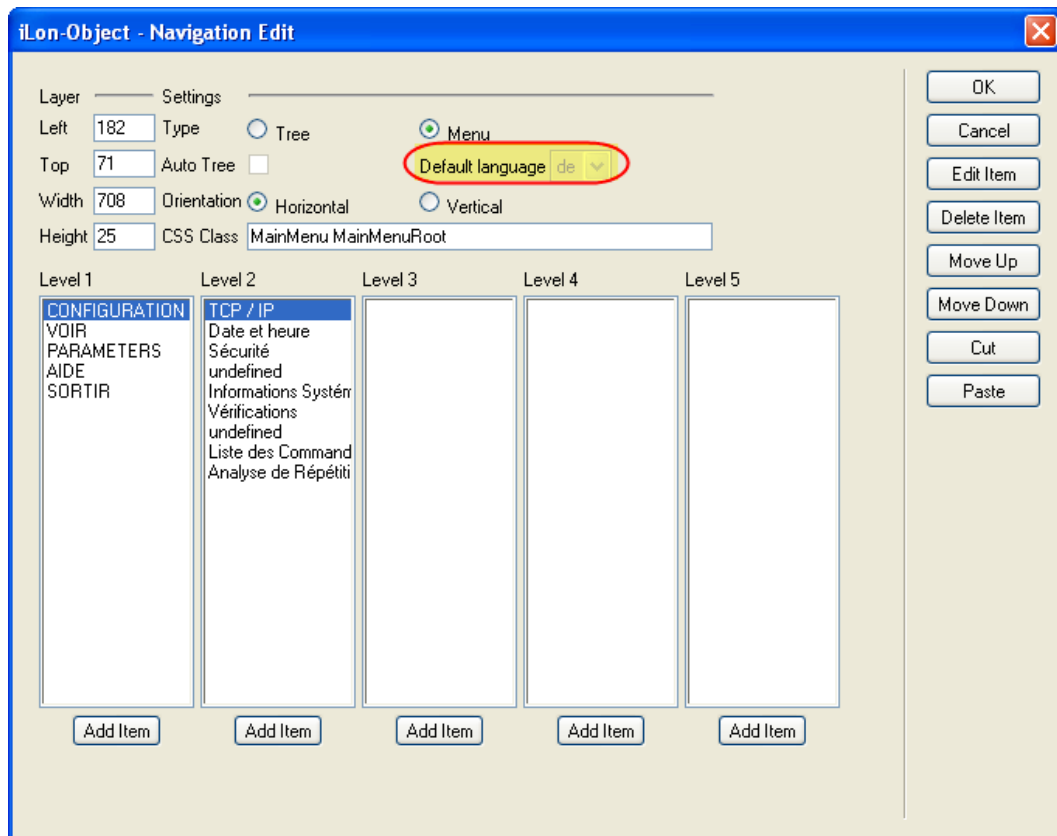 iLon-Object - Navigation Edit
Layer Settings
Left 182 Type Tree Menu
Top 71 Auto Tree Default language de
Width 708 Orientation Horizontal Vertical
Height 25 CSS Class MainMenu MainMenuRoot
Level 1 Level 2 Level 3 Level 4 Level 5
CONFIGURATION
VOIR
PARAMETERS
AIDE
SORTIR
TCP / IP
Date et heure
Sécurité
undefined
Informations Systém
Vérifications
undefined
Liste des Command
Analyse de Répétiti
Add Item Add Item Add Item Add Item Add Item
OK
Cancel
Edit Item
Delete Item
Move Up
Move Down
Cut
Paste